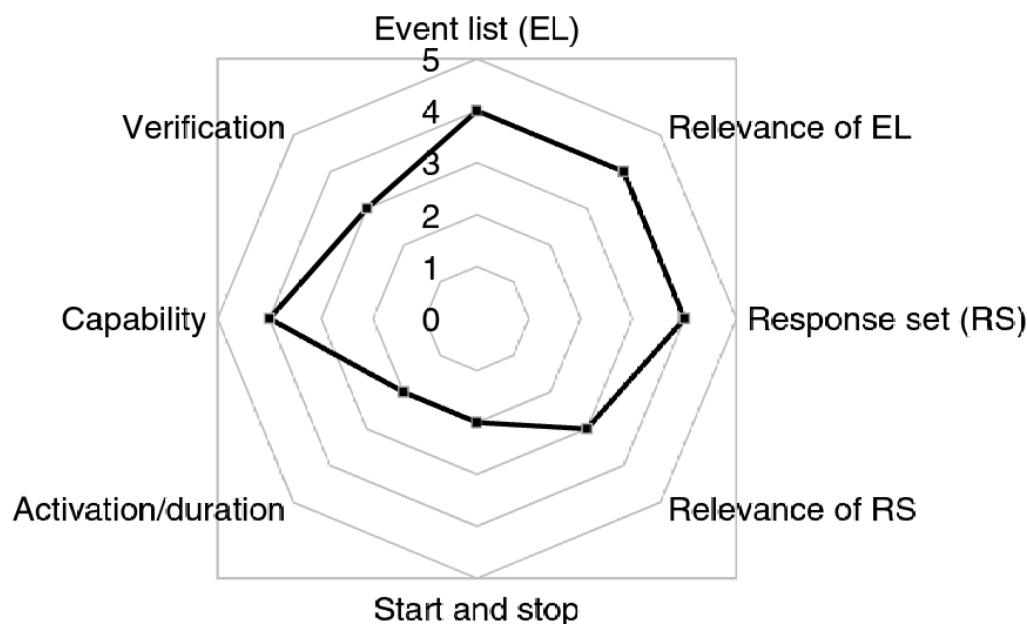 Event list (EL)
5
Verification
4
Relevance of EL
3
2
1
Capability
0
Response set (RS)
Activation/duration
Relevance of RS
Start and stop